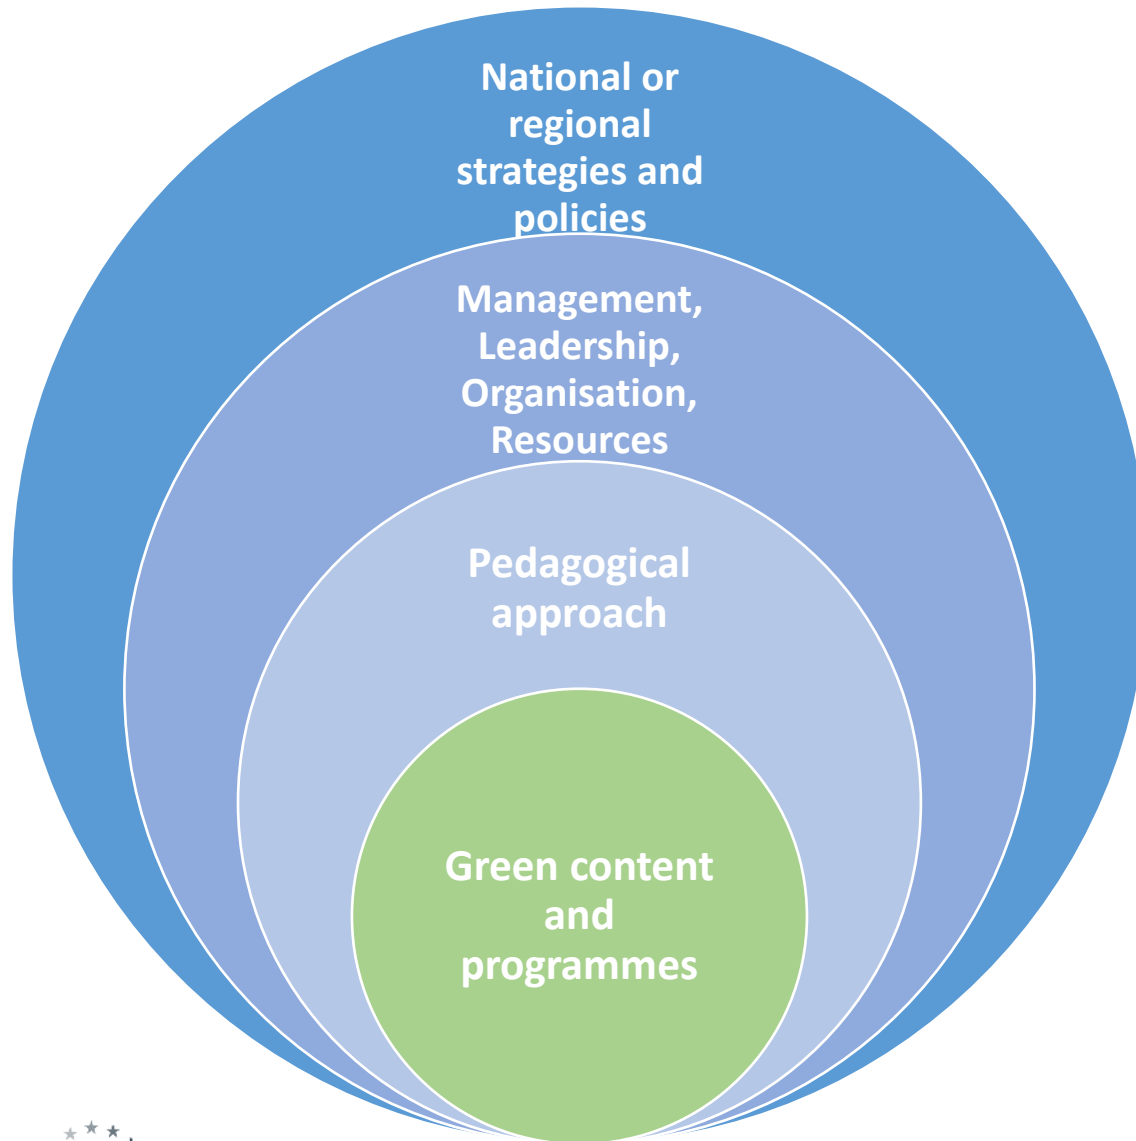 National or
regional
strategies and
policies
Management,
Leadership,
Organisation,
Resources
Pedagogical
approach
Green content
and
programmes